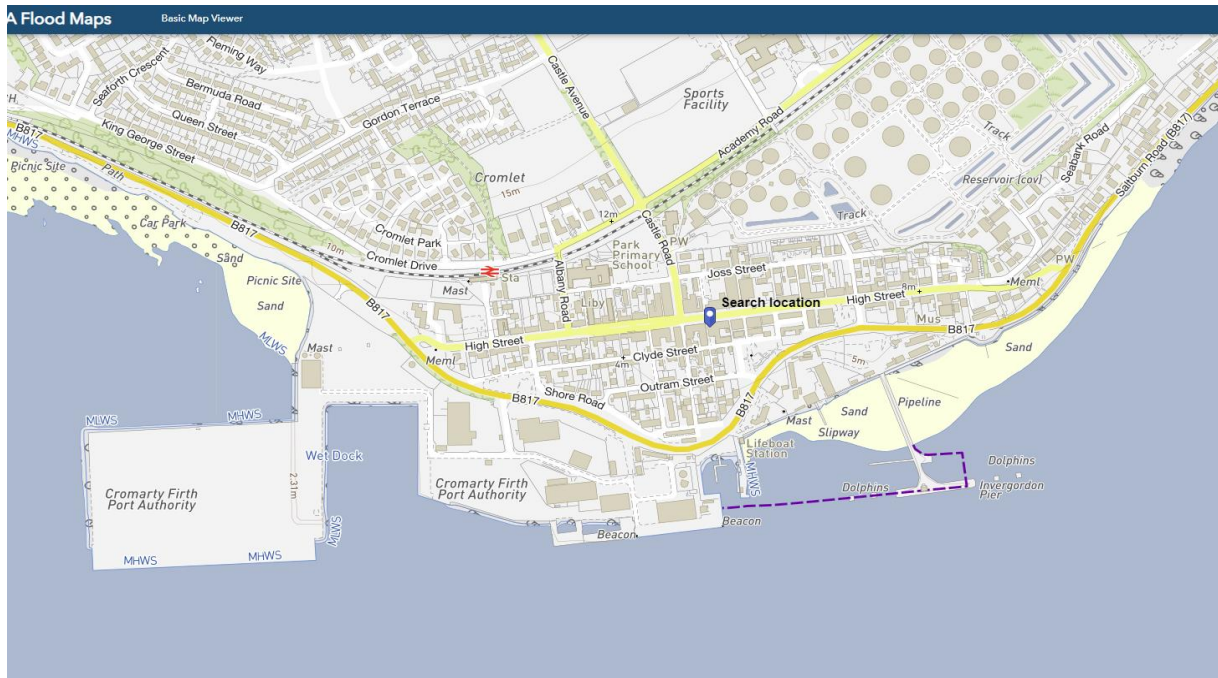 A Flood Maps
Basic Map Viewer
Fleming Way
Seaforth Crescent
Bermuda Road
Queen Street
Gordon Terrace
King George Street
B817
MHWS
Picnic Site
Path
Castle Avenue
Sports
Facility
Academy Road
Track
Seabank Road
Saltburn Road (B817)
Reservoir (cov)
Cromlet
15m
12m
Track
Car Park
B817
10m
Cromlet Park
Cromlet Drive
Sand
Picnic Site
Sand
Mast
Sta
Albany Road
Park
Primary
School
PW
Castle Road
Joss Street
Liby
PW
Meml
8m
High Street
Search location
B817
High Street
Meml
Clyde Street
4m
Mus
B817
Sand
5m
MLWS
Mast
Outram Street
Shore Road
B817
B817
Pipeline
Sand
Slipway
Mast
MLWS
MHWS
Lifeboat
Station
MHWS
Wet Dock
2.31m
Cromarty Firth
Port Authority
Cromarty Firth
Port Authority
Dolphins
Dolphins
Invergordon
Pier
MLWS
Beacon
Beacon
MHWS
MHWS